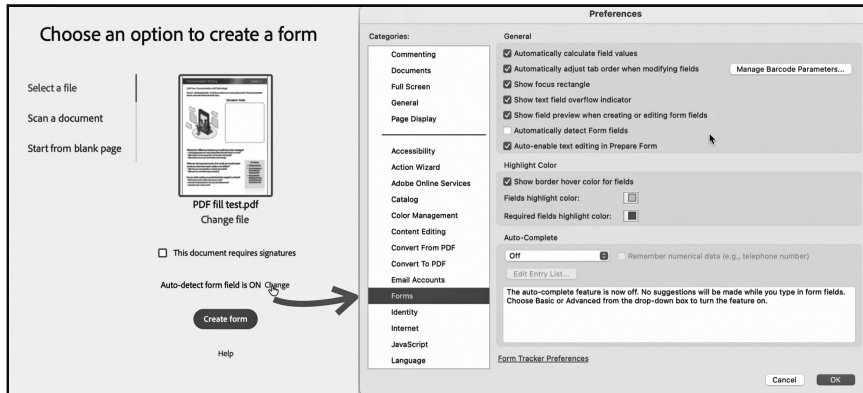 Choose an option to create a form
Select a file
Scan a document
Start from blank page
PDF fill test.pdf
Change file
This document requires signatures
Auto-detect form field is ON Change
Create form
Help
Preferences
Categories:
Commenting
Documents
Full Screen
General
Page Display
Accessibility
Action Wizard
Adobe Online Services
Catalog
Color Management
Content Editing
Convert From PDF
Convert To PDF
Email Accounts
Forms
Identity
Internet
JavaScript
Language
General
Automatically calculate field values
Automatically adjust tab order when modifying fields
Manage Barcode Parameters...
Show focus rectangle
Show text field overflow indicator
Show field preview when creating or editing form fields
Automatically detect Form fields
Auto-enable text editing in Prepare Form
Highlight Color
Show border hover color for fields
Fields highlight color:
Required fields highlight color:
Auto-Complete
Off
Remember numerical data (e.g., telephone number)
Edit Entry List...
The auto-complete feature is now off. No suggestions will be made while you type in form fields.
Choose Basic or Advanced from the drop-down box to turn the feature on.
Form Tracker Preferences
Cancel
OK